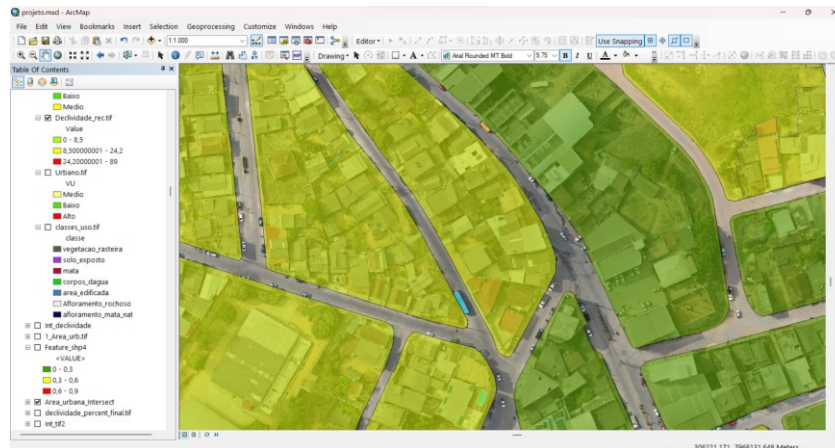 projeto.mxd - ArcMap
File Edit View Bookmarks Insert Selection Geoprocessing Customize Windows Help
1:1.000 Editor Use Snapping
Drawing A Arial Rounded MT Bold 9,75 B I U A
Table Of Contents
Baixo
Medio
Declividade_rec.tif
Value
0 - 8,5
8,500000001 - 24,2
24,20000001 - 89
Urbano.tif
VU
Medio
Baixo
Alto
classes_uso.tif
classe
vegetacao_rasteira
solo_exposto
mata
corpos_dagua
area_edificada
Afloramento_rochoso
afloramento_mata_nat
Int_declividade
1_Area_urb.tif
Feature_shp4
<VALUE>
0 - 0,3
0,3 - 0,6
0,6 - 0,9
Area_urbana_Intersect
declividade_percent_final.tif
Int_tif2
306221,171 7968131,648 Meters